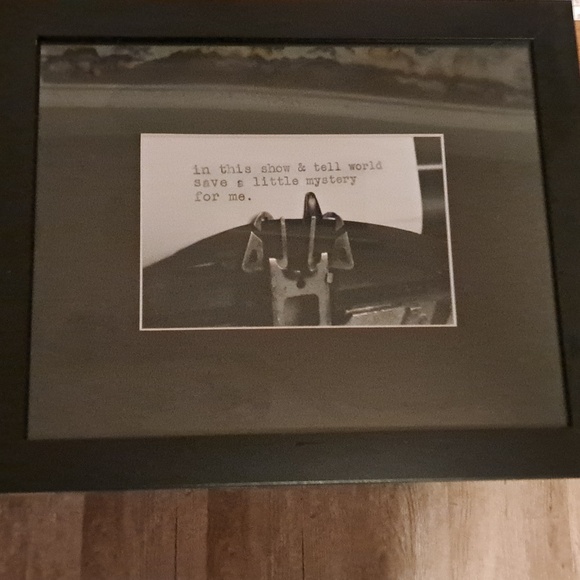 in this show & tell world
save a little mystery
for me.